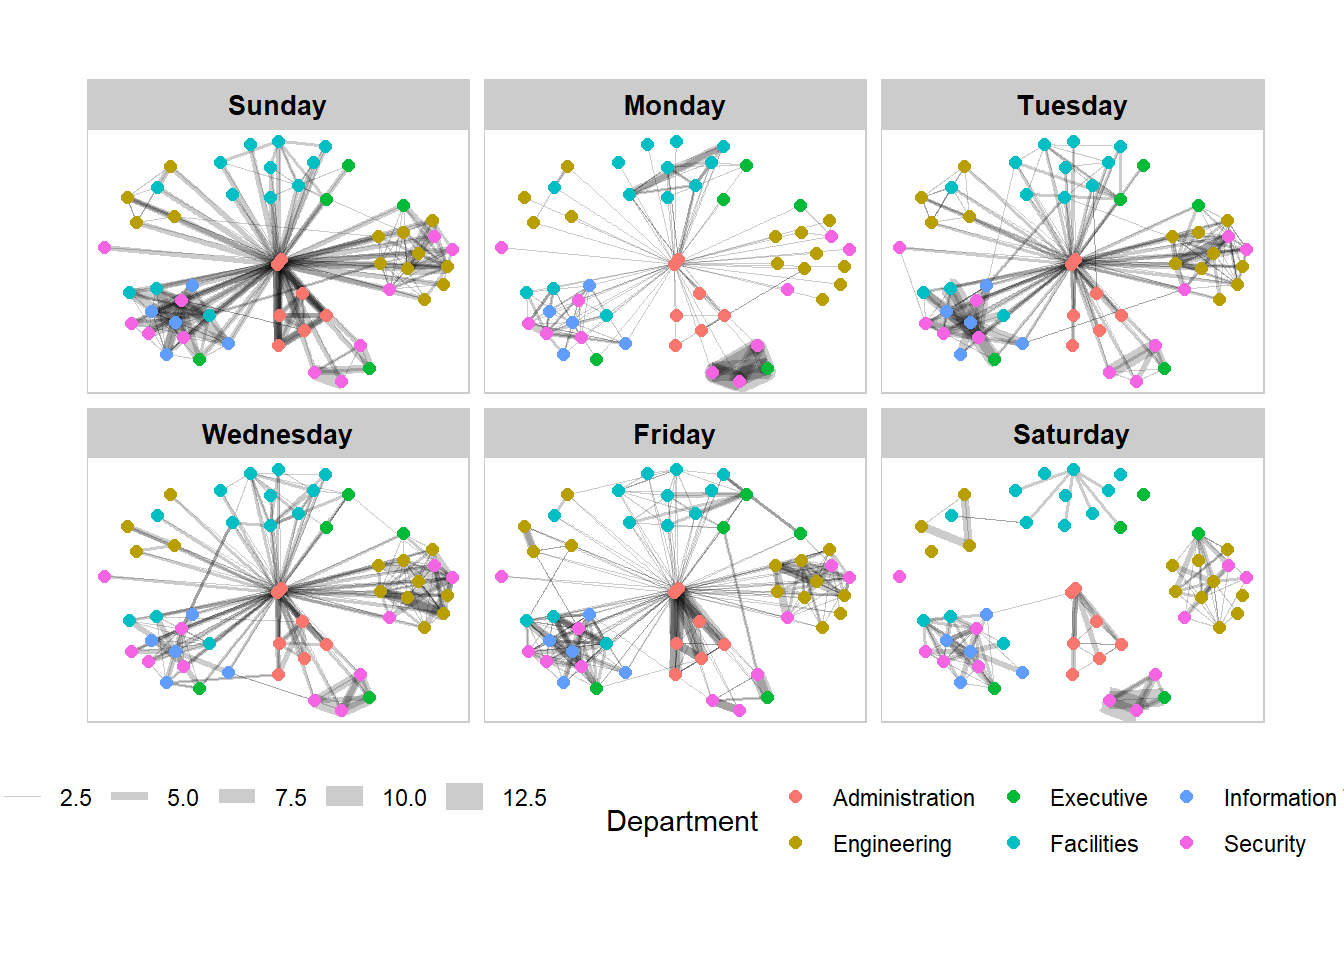 Sunday
Monday
Tuesday
Wednesday
Friday
Saturday
2.5 5.0 7.5 10.0 12.5
Department
Administration Executive Information
Engineering Facilities Security